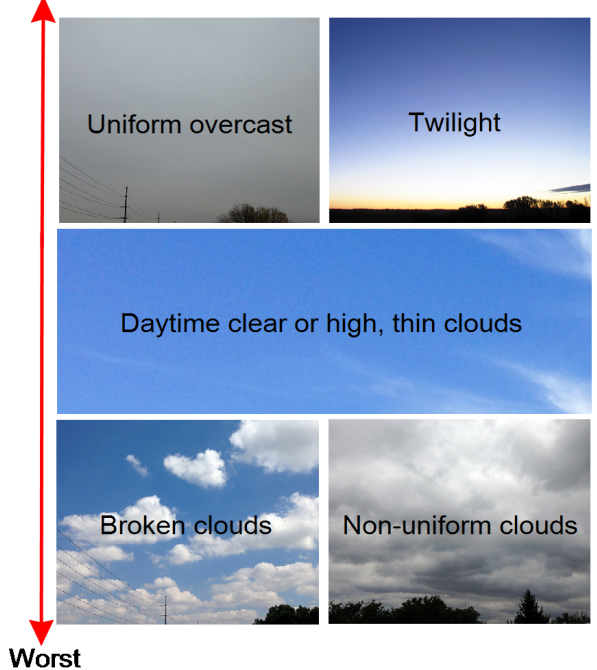 Uniform overcast
Twilight
Daytime clear or high, thin clouds
Broken clouds
Non-uniform clouds
Worst